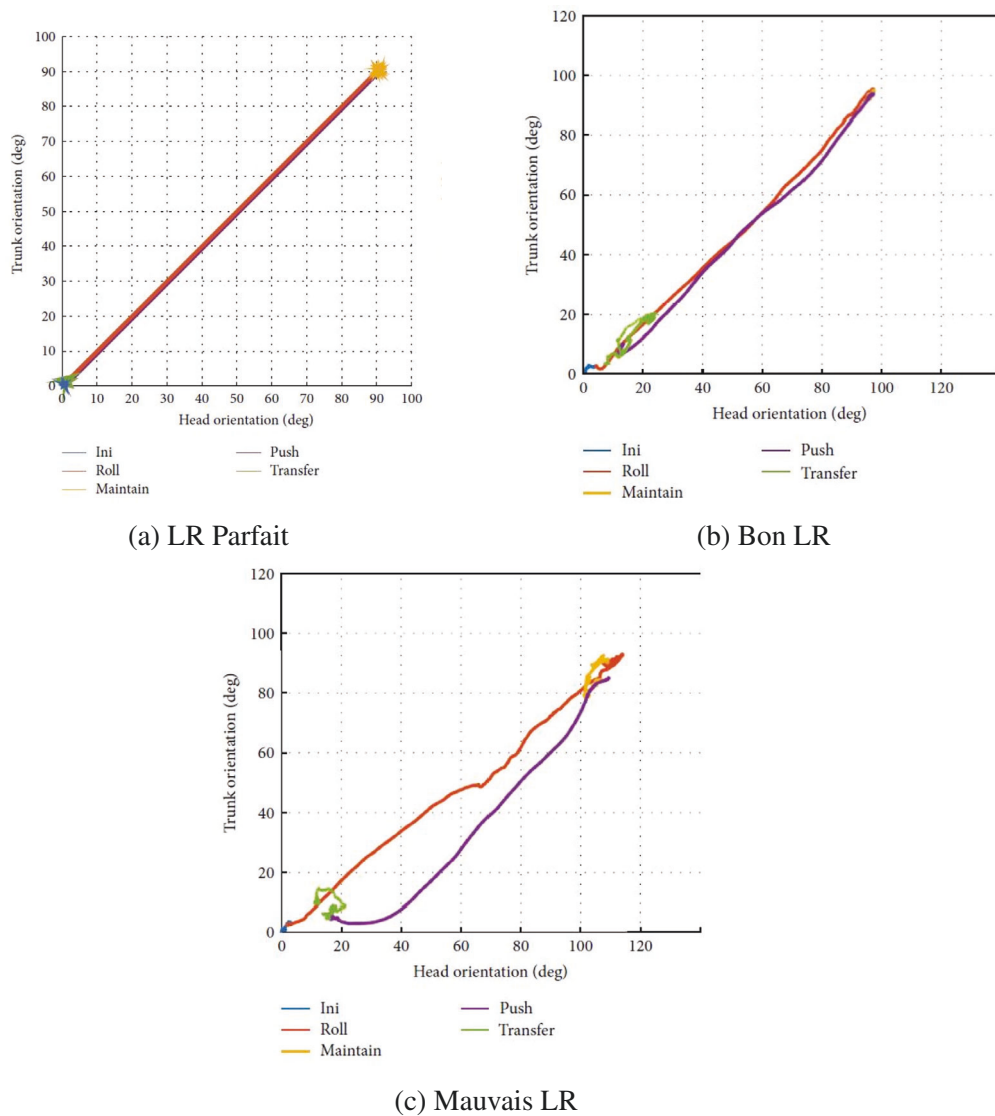 100
90
80
70
60
50
40
30
20
10
0
Trunk orientation (deg)
0 10 20 30 40 50 60 70 80 90 100
Head orientation (deg)
Ini Push
Roll Transfer
Maintain
(a) LR Parfait
120
100
80
60
40
20
0
Trunk orientation (deg)
0 20 40 60 80 100 120
Head orientation (deg)
Ini Push
Roll Transfer
Maintain
(b) Bon LR
120
100
80
60
40
20
0
Trunk orientation (deg)
0 20 40 60 80 100 120
Head orientation (deg)
Ini Push
Roll Transfer
Maintain
(c) Mauvais LR